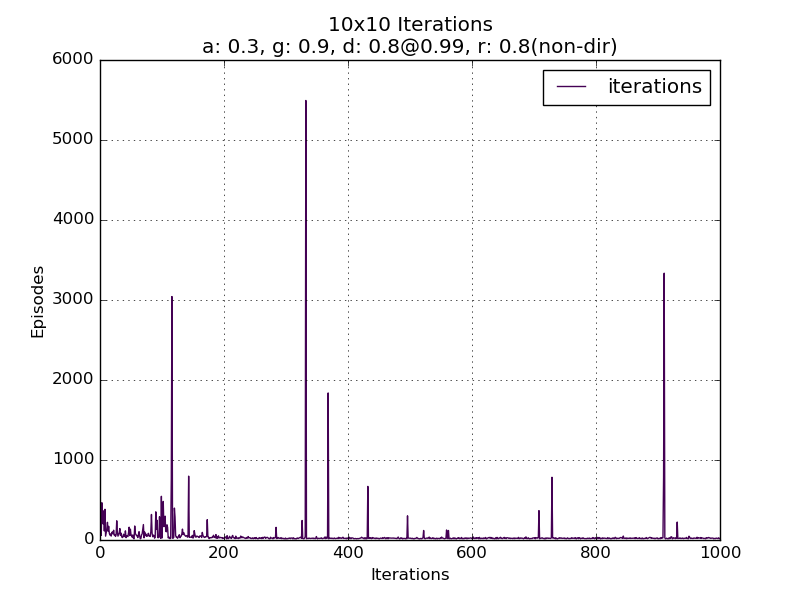 10x10 Iterations
a: 0.3, g: 0.9, d: 0.8@0.99, r: 0.8(non-dir)
iterations
6000
5000
4000
3000
2000
1000
0
Episodes
0 200 400 600 800 1000
Iterations